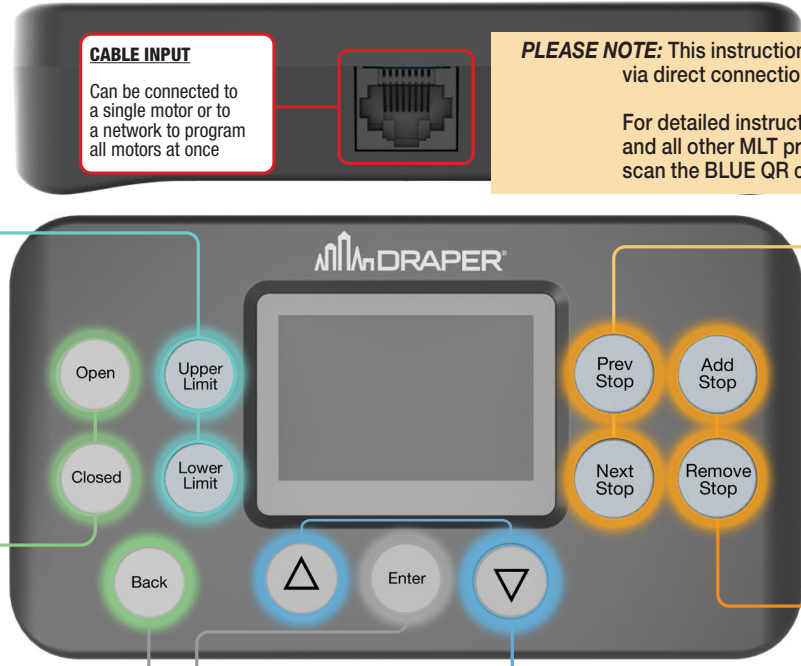 CABLE INPUT
Can be connected to
a single motor or to
a network to program
all motors at once
PLEASE NOTE: This instruction
via direct connectio
For detailed instruct
and all other MLT pr
scan the BLUE QR c
DRAPER®
Open
Upper
Limit
Prev
Stop
Add
Stop
Closed
Lower
Limit
Next
Stop
Remove
Stop
Back
Enter